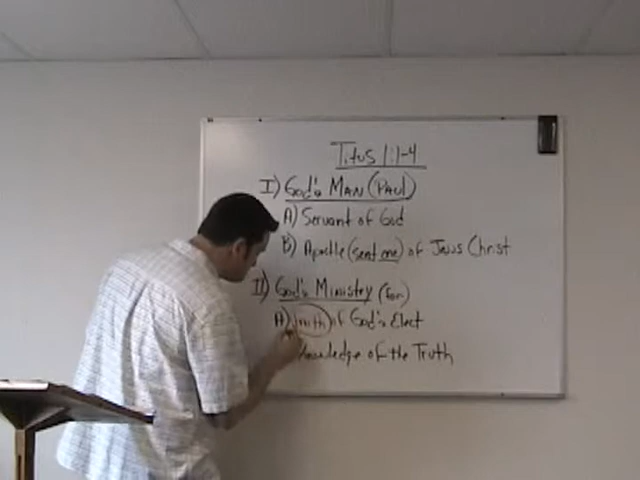 Titus 1:1-4
I) God's Man (Paul)
A) Servant of God
B) Apostle (sent one) of Jesus Christ
II) God's Ministry (for)
A) of God's Elect
Knowledge of the Truth